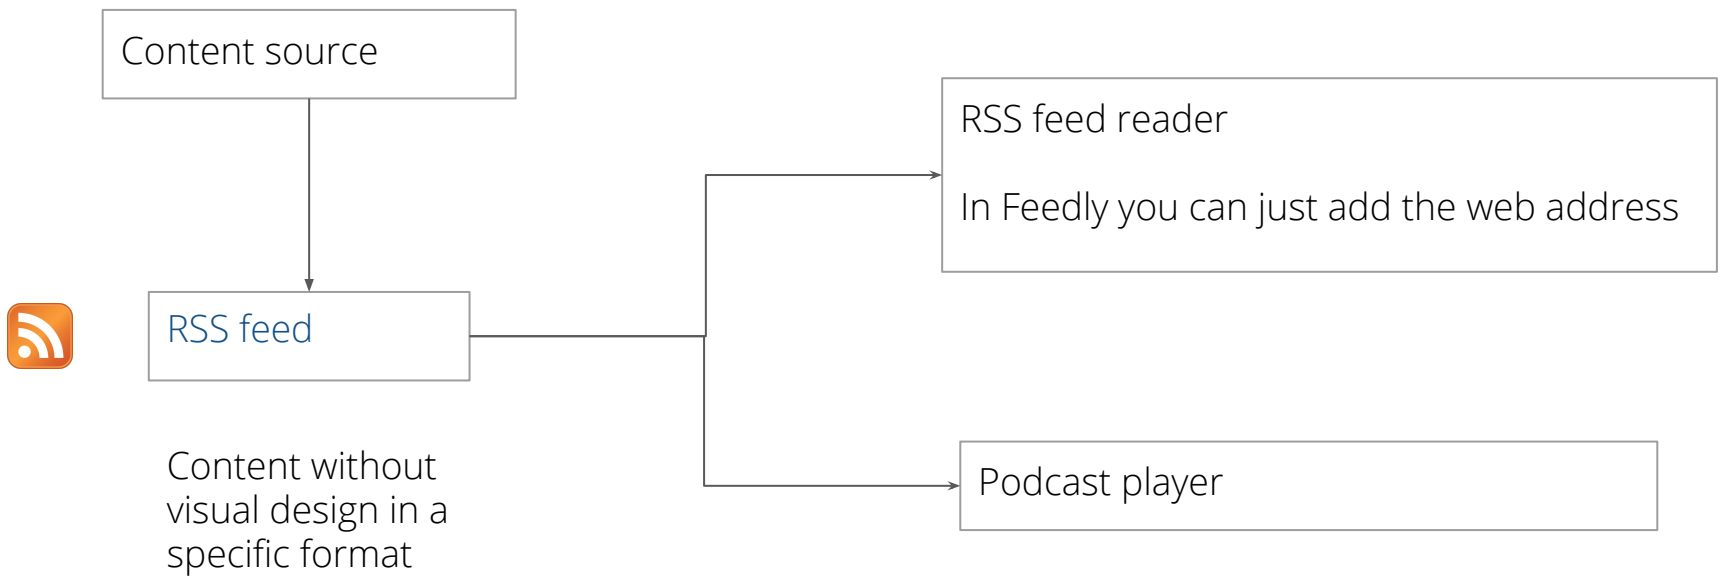 Content source
RSS feed reader
In Feedly you can just add the web address
RSS feed
Content without
visual design in a
specific format
Podcast player